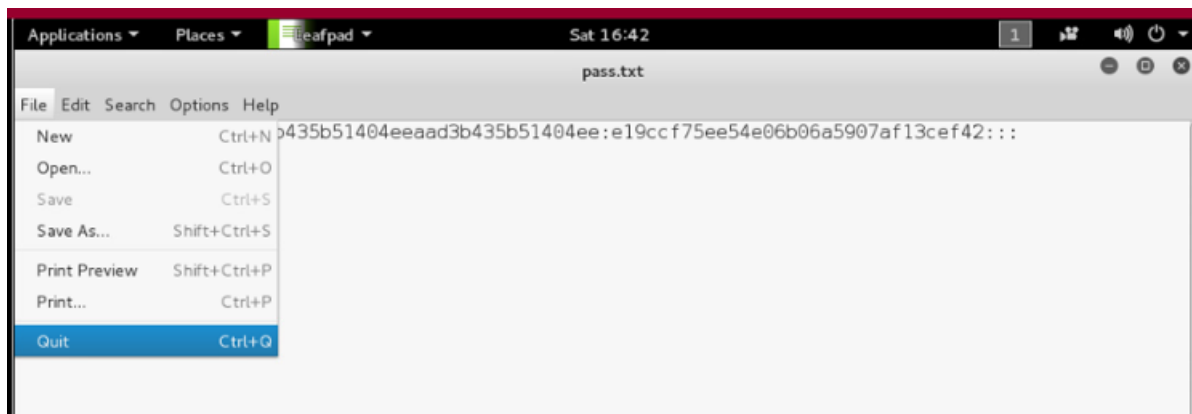 Applications Places Leafpad Sat 16:42 1
pass.txt
File Edit Search Options Help
New Ctrl+N b435b51404eeaad3b435b51404ee:e19ccf75ee54e06b06a5907af13cef42:::
Open... Ctrl+O
Save Ctrl+S
Save As... Shift+Ctrl+S
Print Preview Shift+Ctrl+P
Print... Ctrl+P
Quit Ctrl+Q